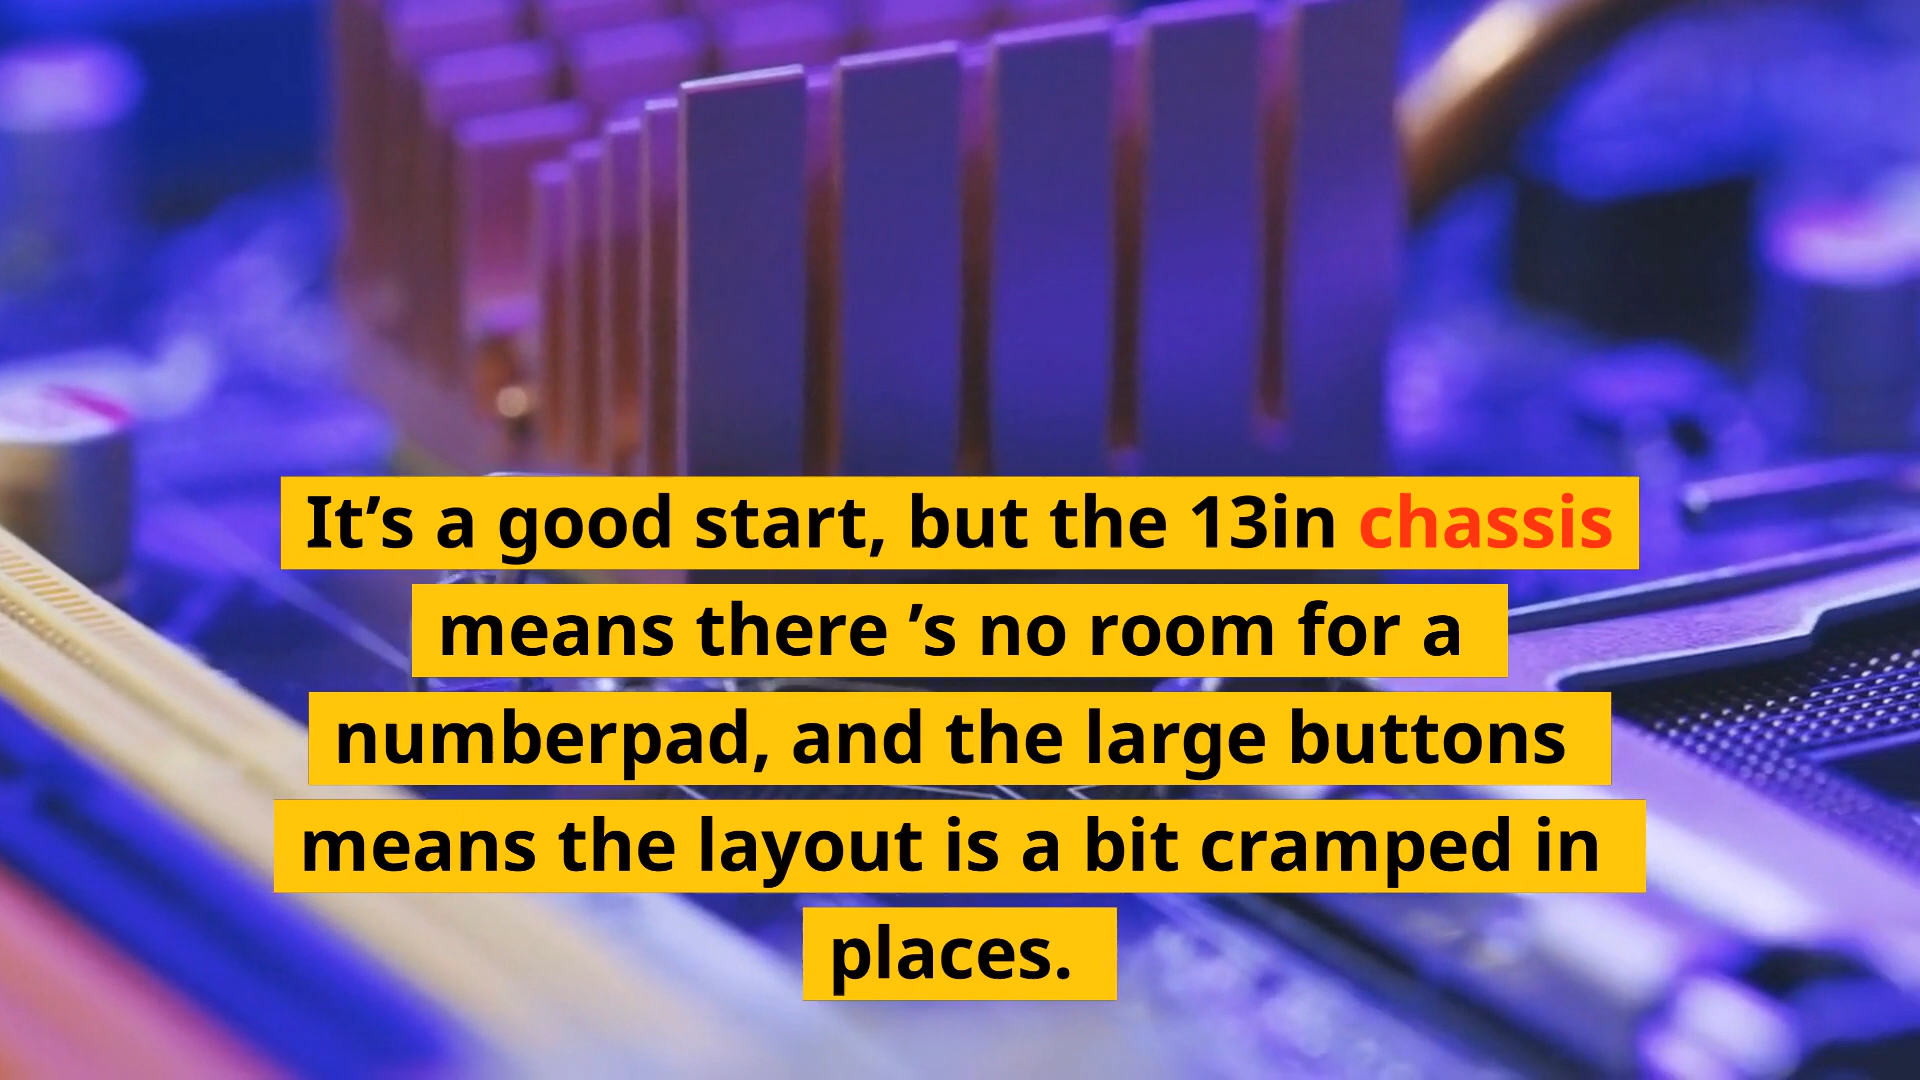 It’s a good start, but the 13in chassis
means there ’s no room for a
numberpad, and the large buttons
means the layout is a bit cramped in
places.